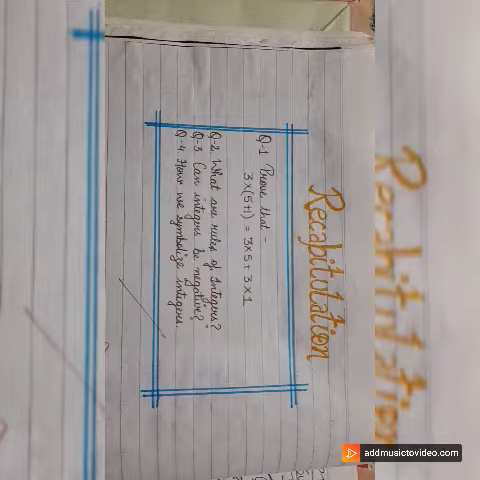 Recapitulation
Q-1 Prove that -
3×(5+1) = 3×5+3×1
Q-2 What are rules of Integers?
Q-3 Can integers be negative?
Q-4 How we symbolize integers.
addmusictovideo.com